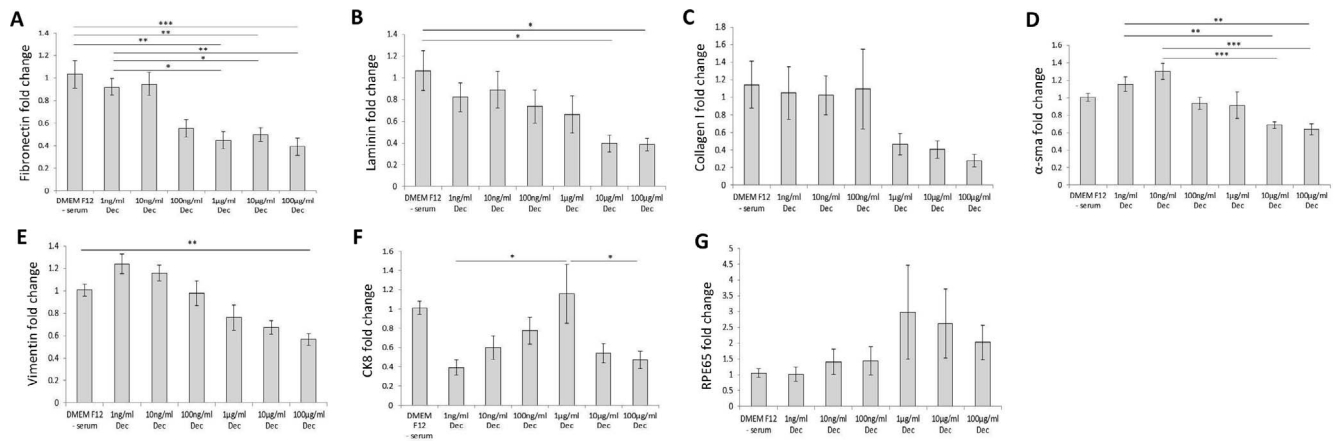 A
Fibronectin fold change
1.4
1.2
1
0.8
0.6
0.4
0.2
0
***
**
**
**
*
*
DMEM F12 1ng/ml 10ng/ml 100ng/ml 1µg/ml 10µg/ml 100µg/ml
- serum Dec Dec Dec Dec Dec Dec
B
Laminin fold change
1.4
1.2
1
0.8
0.6
0.4
0.2
0
*
*
DMEM F12 1ng/ml 10ng/ml 100ng/ml 1µg/ml 10µg/ml 100µg/ml
- serum Dec Dec Dec Dec Dec Dec
C
Collagen I fold change
1.8
1.6
1.4
1.2
1
0.8
0.6
0.4
0.2
0
DMEM F12 1ng/ml 10ng/ml 100ng/ml 1µg/ml 10µg/ml 100µg/ml
- serum Dec Dec Dec Dec Dec Dec
D
α-sma fold change
1.6
1.4
1.2
1
0.8
0.6
0.4
0.2
0
**
**
***
***
DMEM F12 1ng/ml 10ng/ml 100ng/ml 1µg/ml 10µg/ml 100µg/ml
- serum Dec Dec Dec Dec Dec Dec
E
Vimentin fold change
1.4
1.2
1
0.8
0.6
0.4
0.2
0
**
DMEM F12 1ng/ml 10ng/ml 100ng/ml 1µg/ml 10µg/ml 100µg/ml
- serum Dec Dec Dec Dec Dec Dec
F
CK8 fold change
1.6
1.4
1.2
1
0.8
0.6
0.4
0.2
0
*
*
DMEM 1ng/ml 10ng/ml 100ng/ml 1µg/ml 10µg/ml 100µg/ml
F12 Dec Dec Dec Dec Dec Dec
- serum
G
RPE65 fold change
5
4.5
4
3.5
3
2.5
2
1.5
1
0.5
0
DMEM F12 1ng/ml 10ng/ml 100ng/ml 1µg/ml 10µg/ml 100µg/ml
- serum Dec Dec Dec Dec Dec Dec